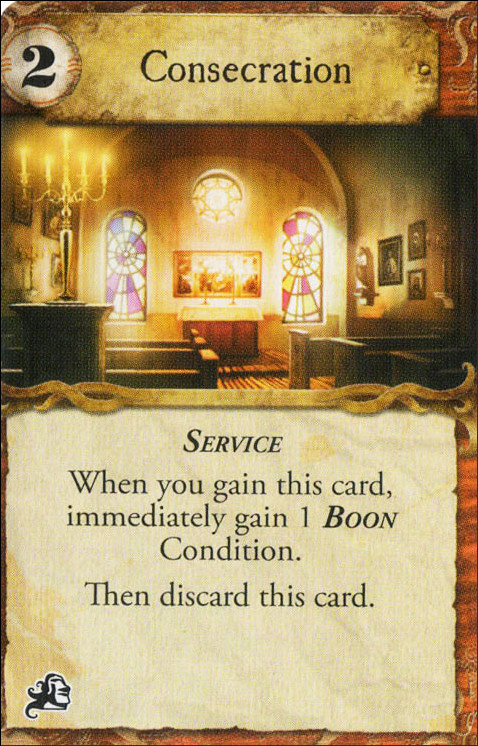 2
Consecration
SERVICE
When you gain this card,
immediately gain 1 BOON
Condition.
Then discard this card.